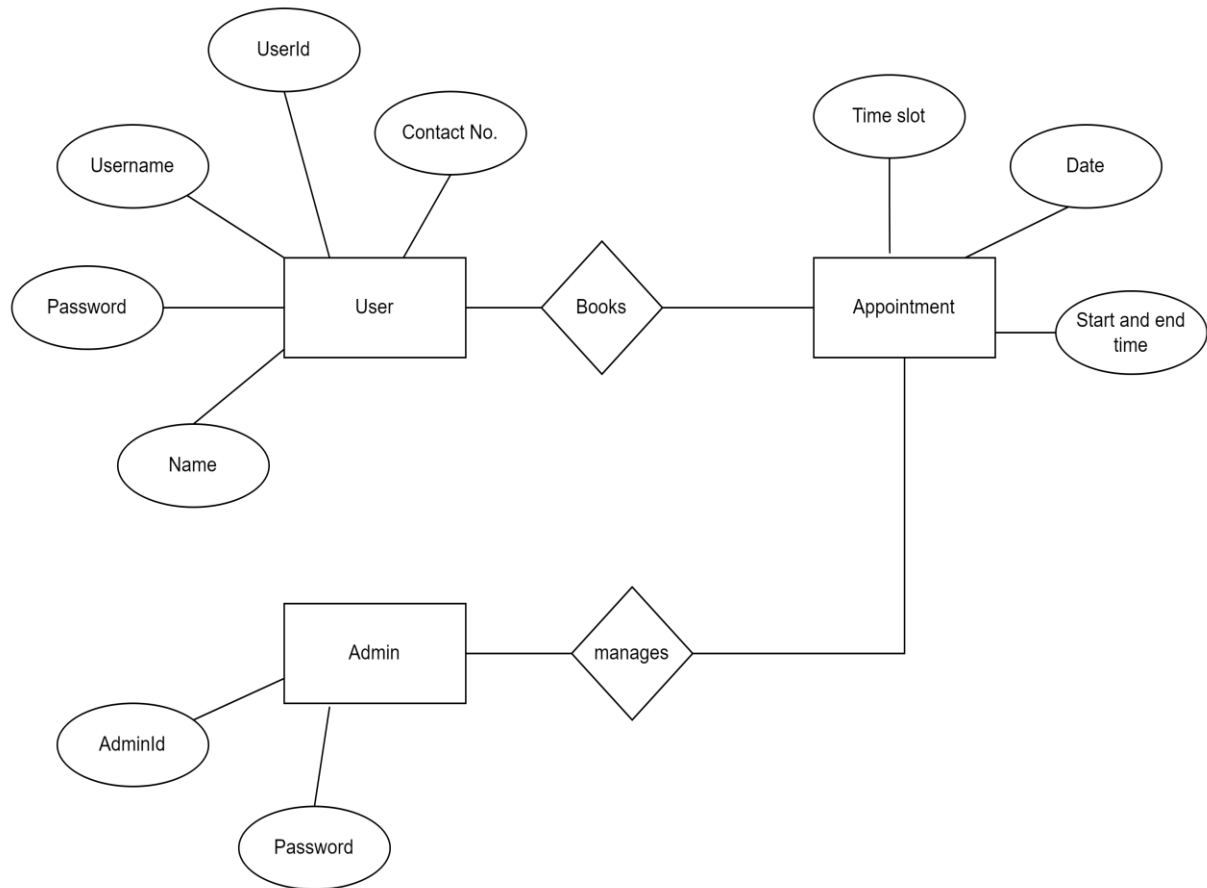 UserId
Contact No.
Username
Password
User
Name
Books
Time slot
Date
Appointment
Start and end
time
Admin
manages
AdminId
Password